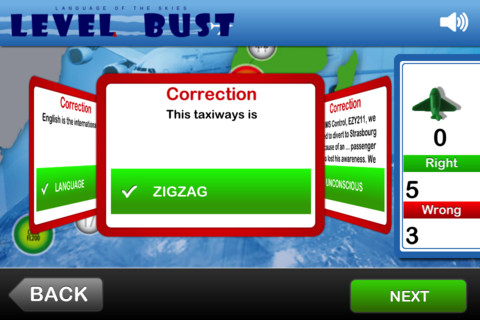 LANGUAGE OF THE SKIES
LEVEL BUST
Correction
English is the internationa
LANGUAGE
Correction
This taxiways is
ZIGZAG
Correction
MS Control, EZY211, we
d to divert to Strasbourg
cause of an ... passenger
lost his awareness. We
UNCONSCIOUS
0
Right
5
Wrong
3
FL290
BACK
NEXT